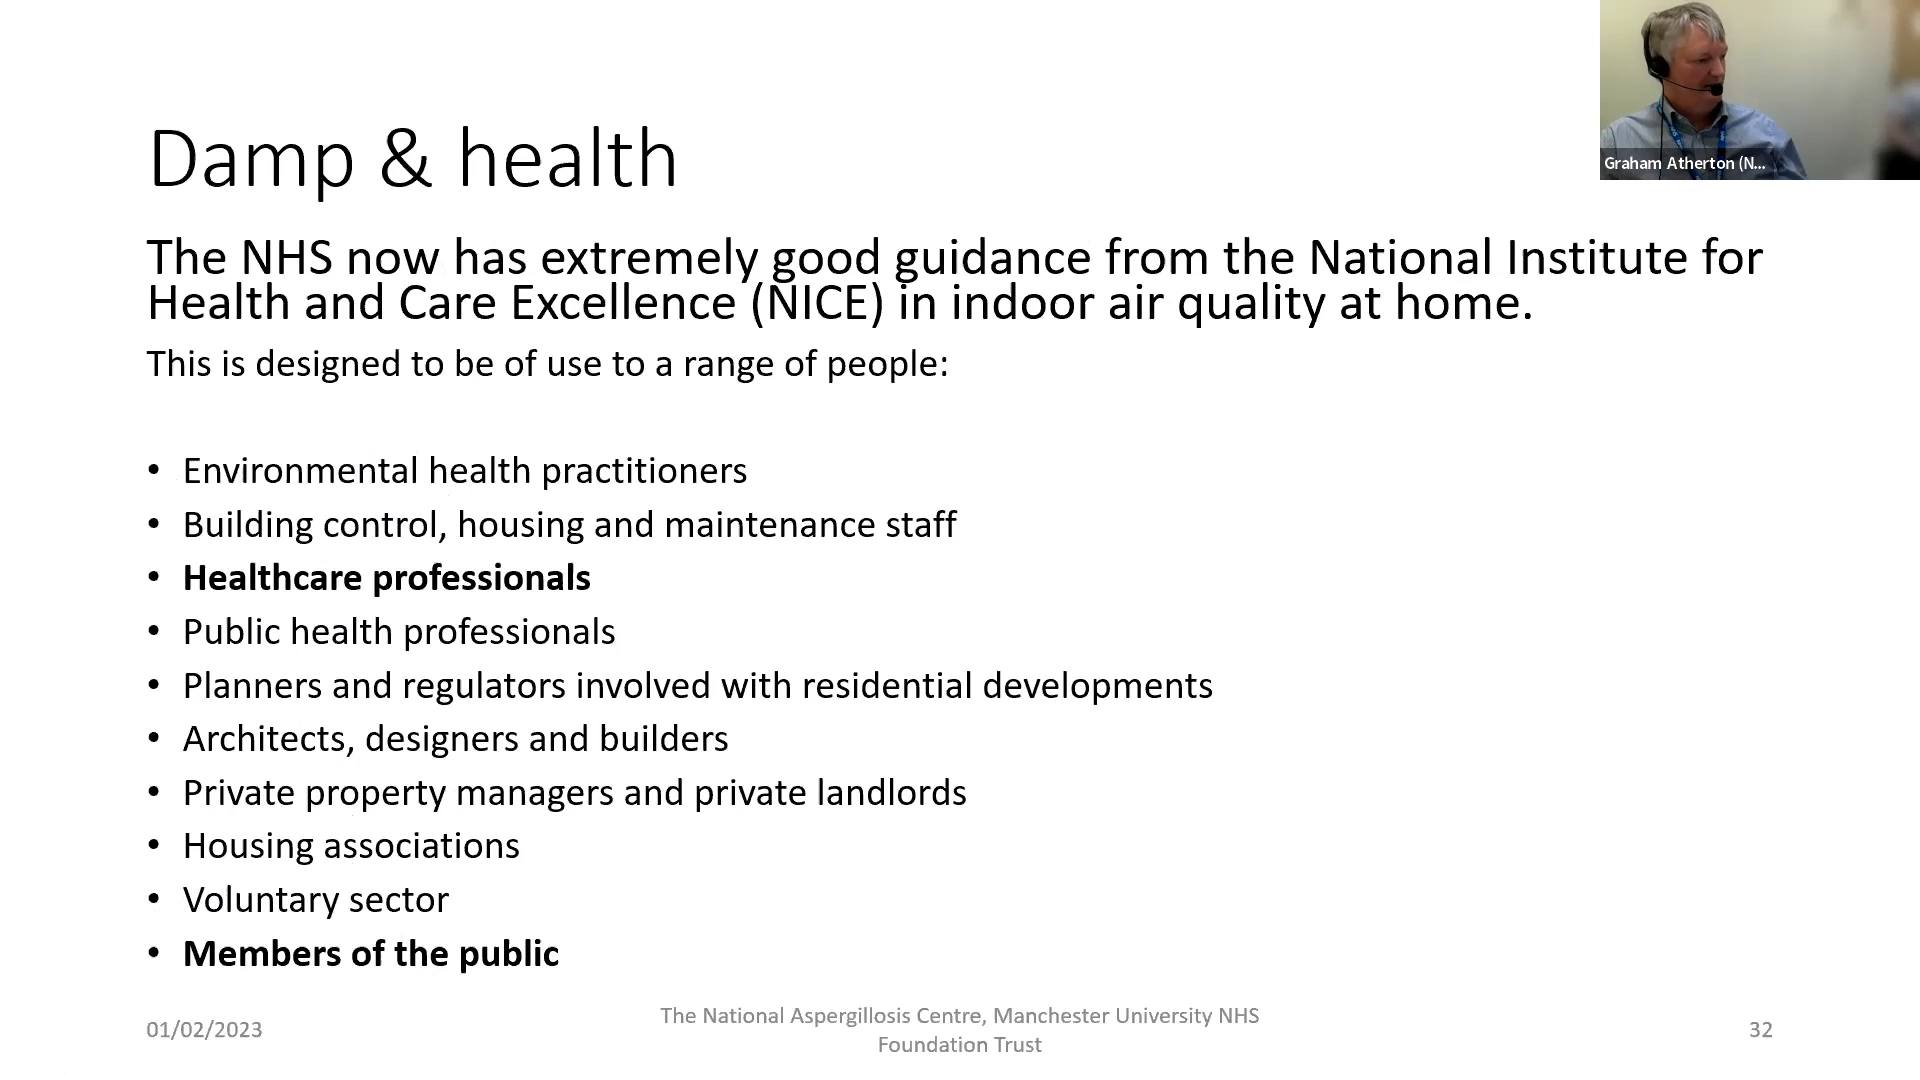 Damp & health
The NHS now has extremely good guidance from the National Institute for
Health and Care Excellence (NICE) in indoor air quality at home.
This is designed to be of use to a range of people:
• Environmental health practitioners
• Building control, housing and maintenance staff
• Healthcare professionals
• Public health professionals
• Planners and regulators involved with residential developments
• Architects, designers and builders
• Private property managers and private landlords
• Housing associations
• Voluntary sector
• Members of the public
01/02/2023
The National Aspergillosis Centre, Manchester University NHS
Foundation Trust
32
Graham Atherton (N...